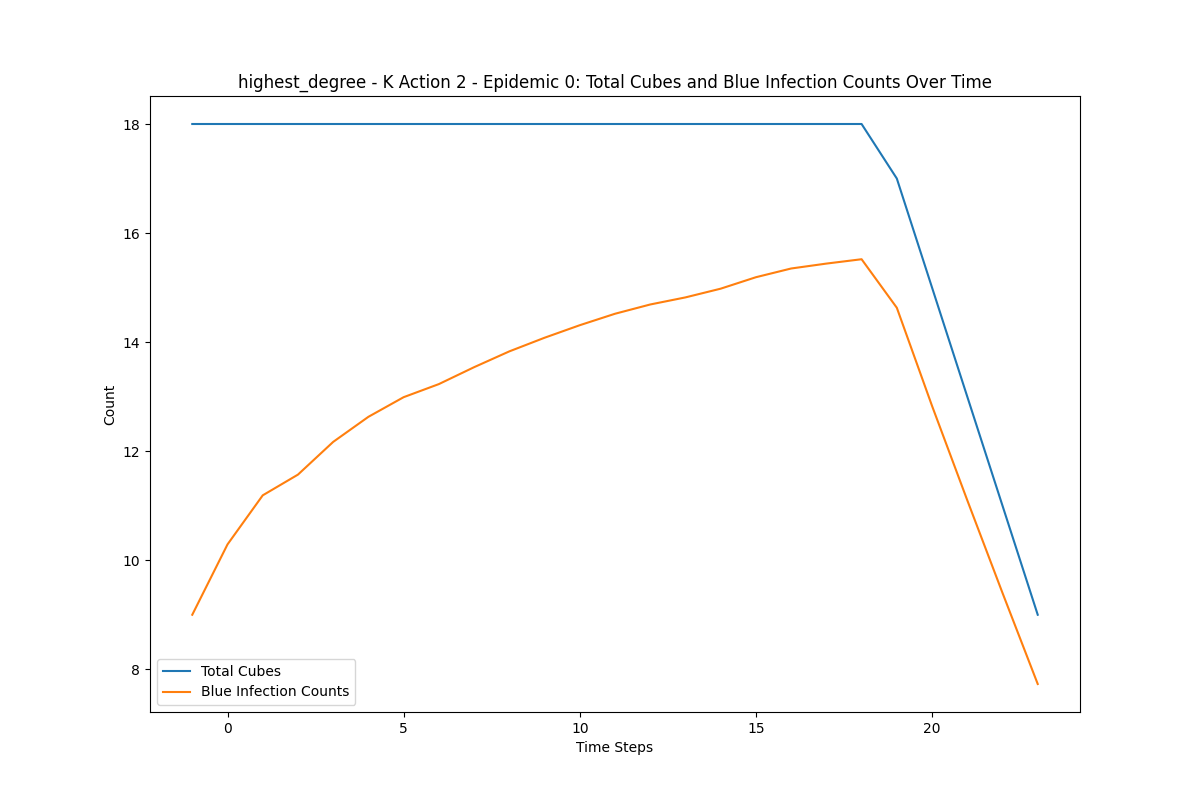 highest_degree - K Action 2 - Epidemic 0: Total Cubes and Blue Infection Counts Over Time
18
16
14
12
10
8
Count
Total Cubes
Blue Infection Counts
0 5 10 15 20
Time Steps